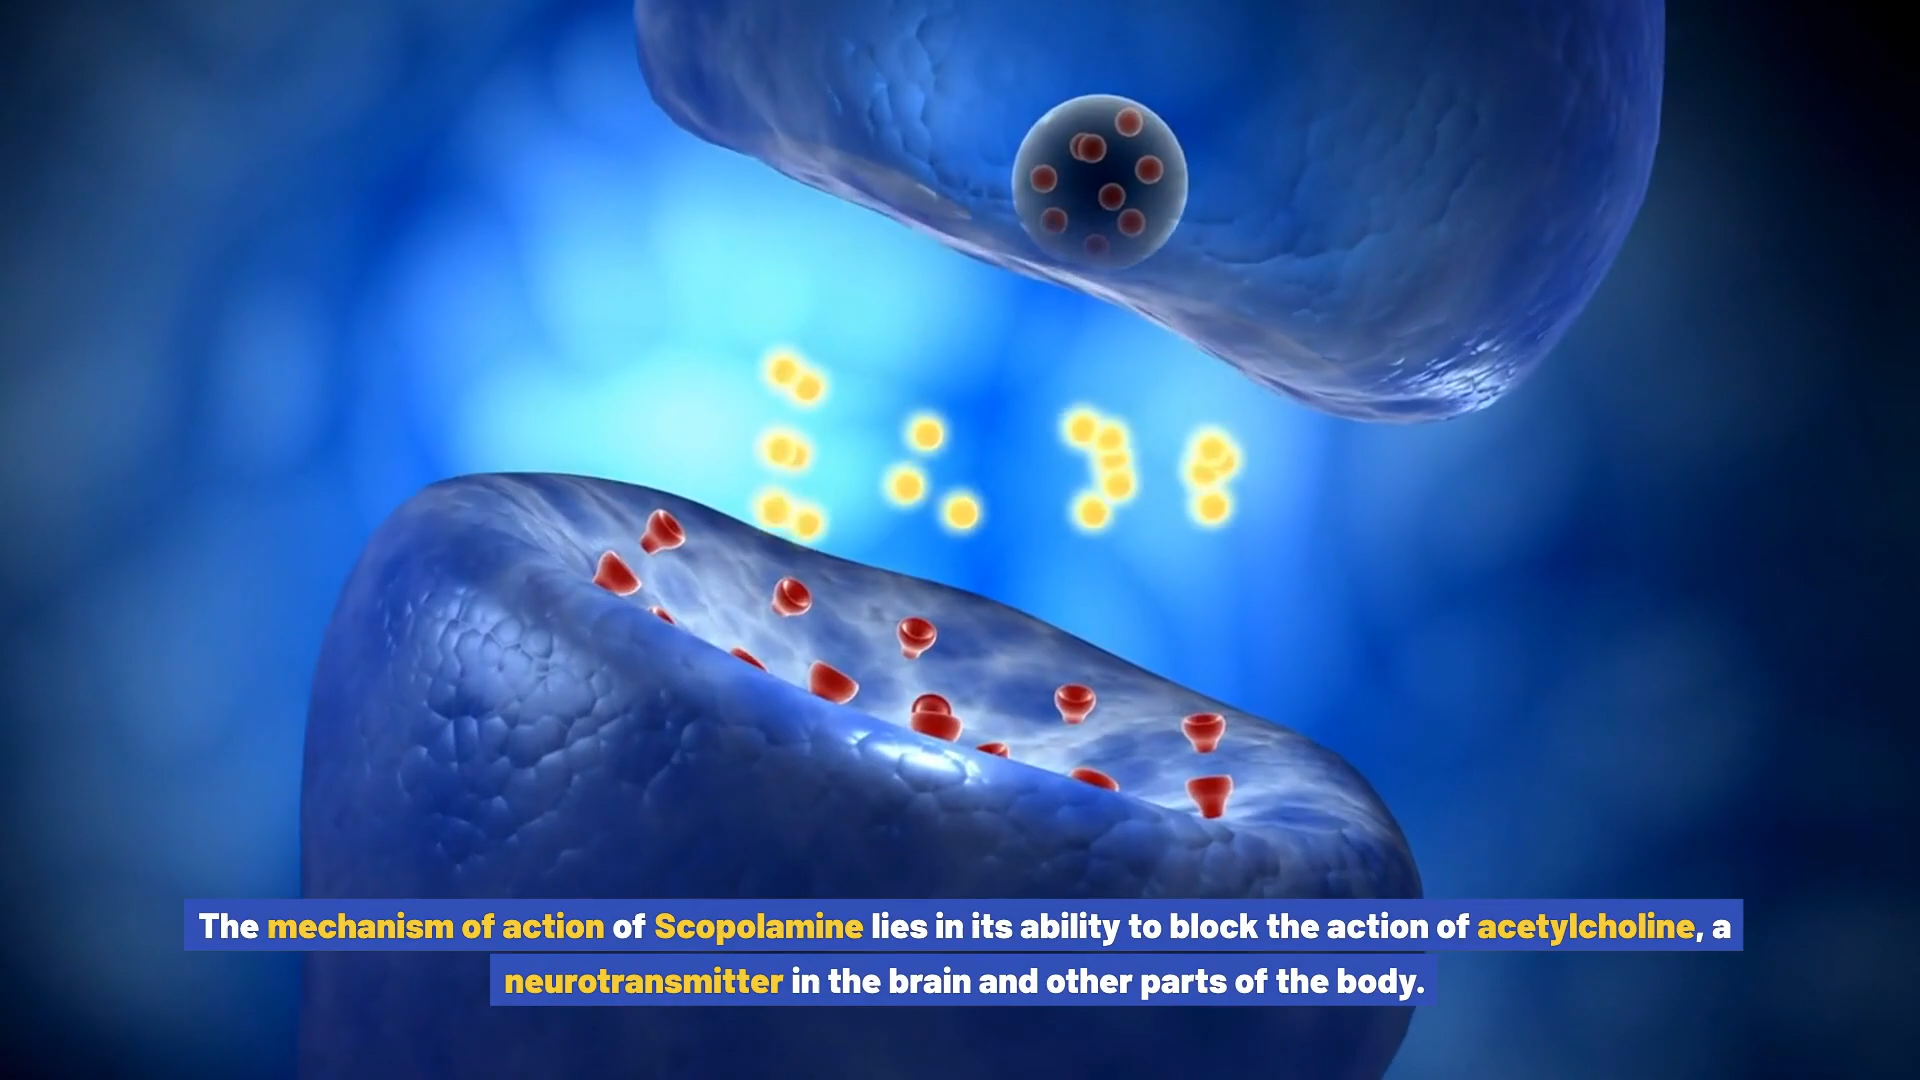 The mechanism of action of Scopolamine lies in its ability to block the action of acetylcholine, a
neurotransmitter in the brain and other parts of the body.